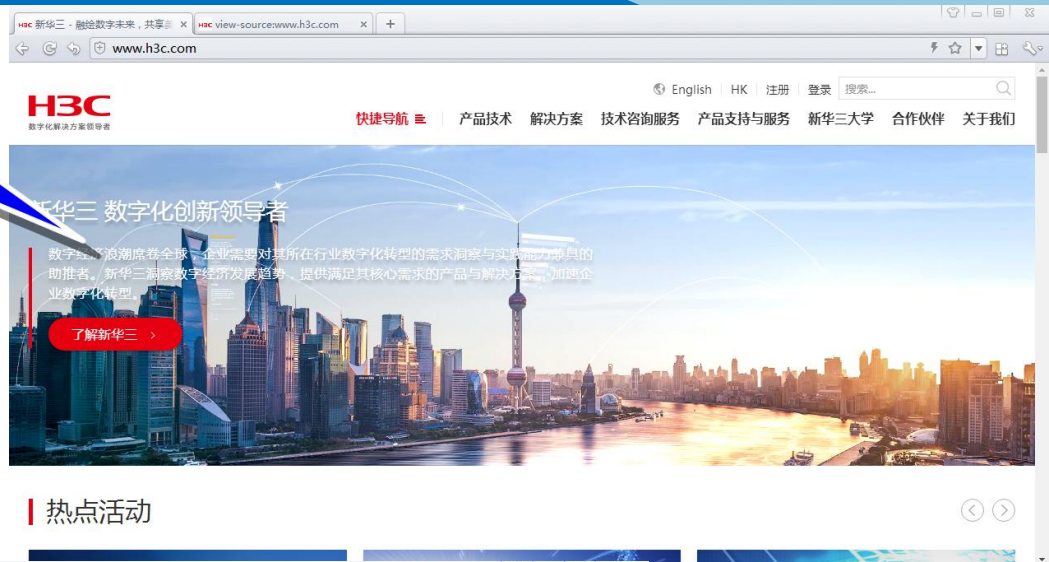 H3C 新华三 - 融绘数字未来，共享
H3C view-source:www.h3c.com
www.h3c.com
English HK 注册 登录 搜索...
H3C
数字化解决方案领导者
快捷导航 产品技术 解决方案 技术咨询服务 产品支持与服务 新华三大学 合作伙伴 关于我们
新华三 数字化创新领导者
数字经济浪潮席卷全球，企业需要对其所在行业数字化转型的需求洞察与实践能力兼具的
助推者。新华三洞察数字经济发展趋势，提供满足其核心需求的产品与解决方案，加速企
业数字化转型。
了解新华三
热点活动